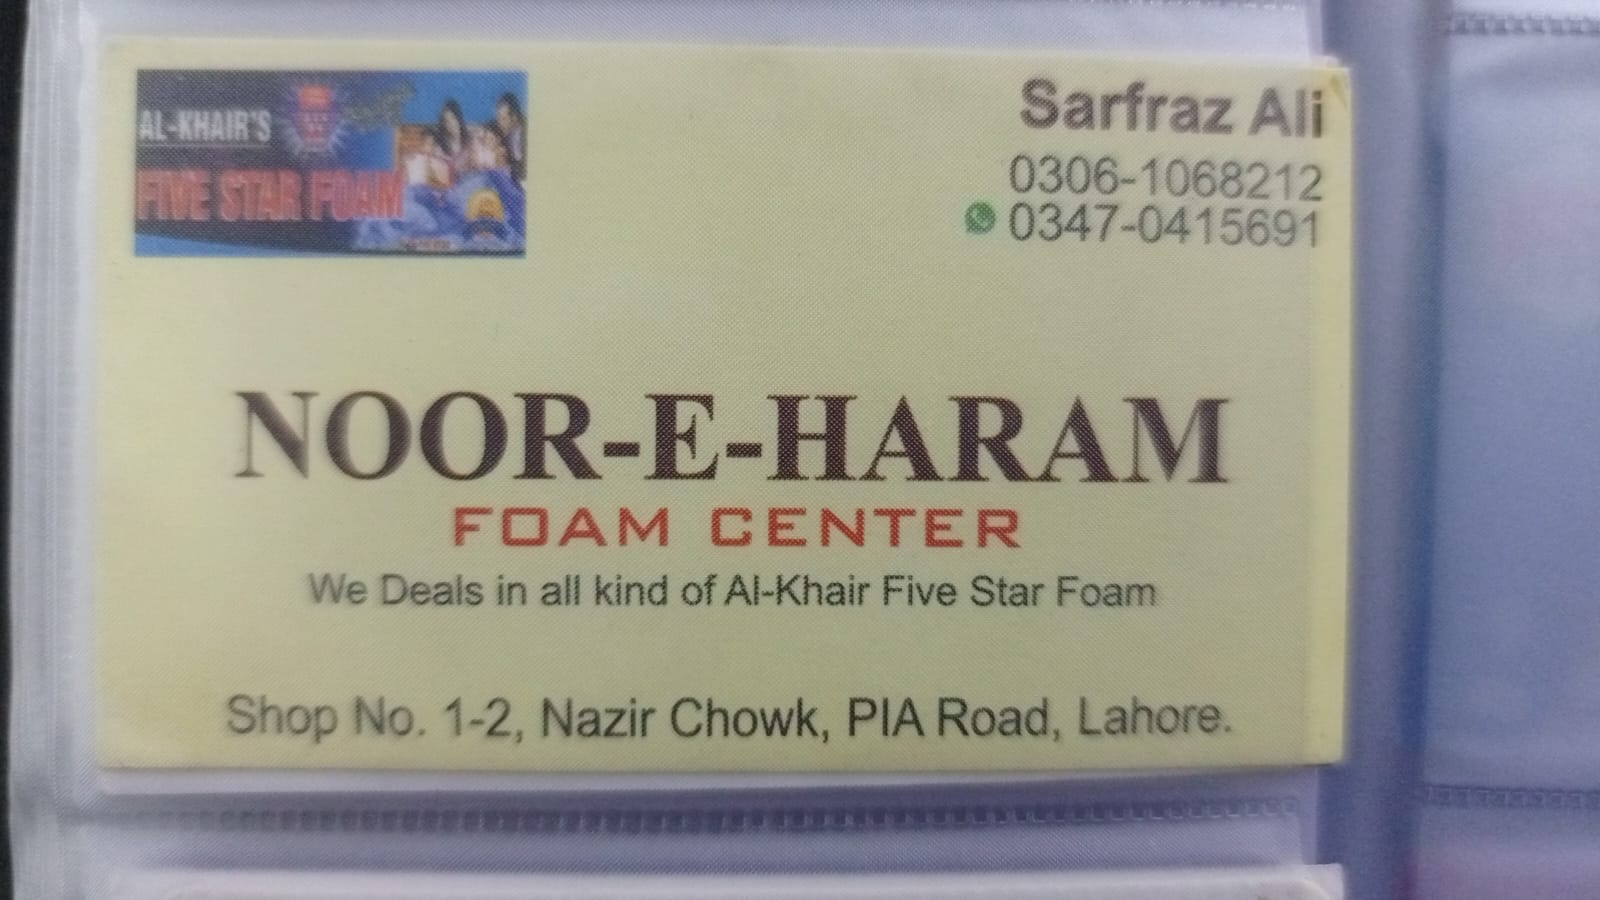 AL-KHAIR'S
FIVE STAR FOAM
Sarfraz Ali
0306-1068212
0347-0415691
NOOR-E-HARAM
FOAM CENTER
We Deals in all kind of Al-Khair Five Star Foam
Shop No. 1-2, Nazir Chowk, PIA Road, Lahore.